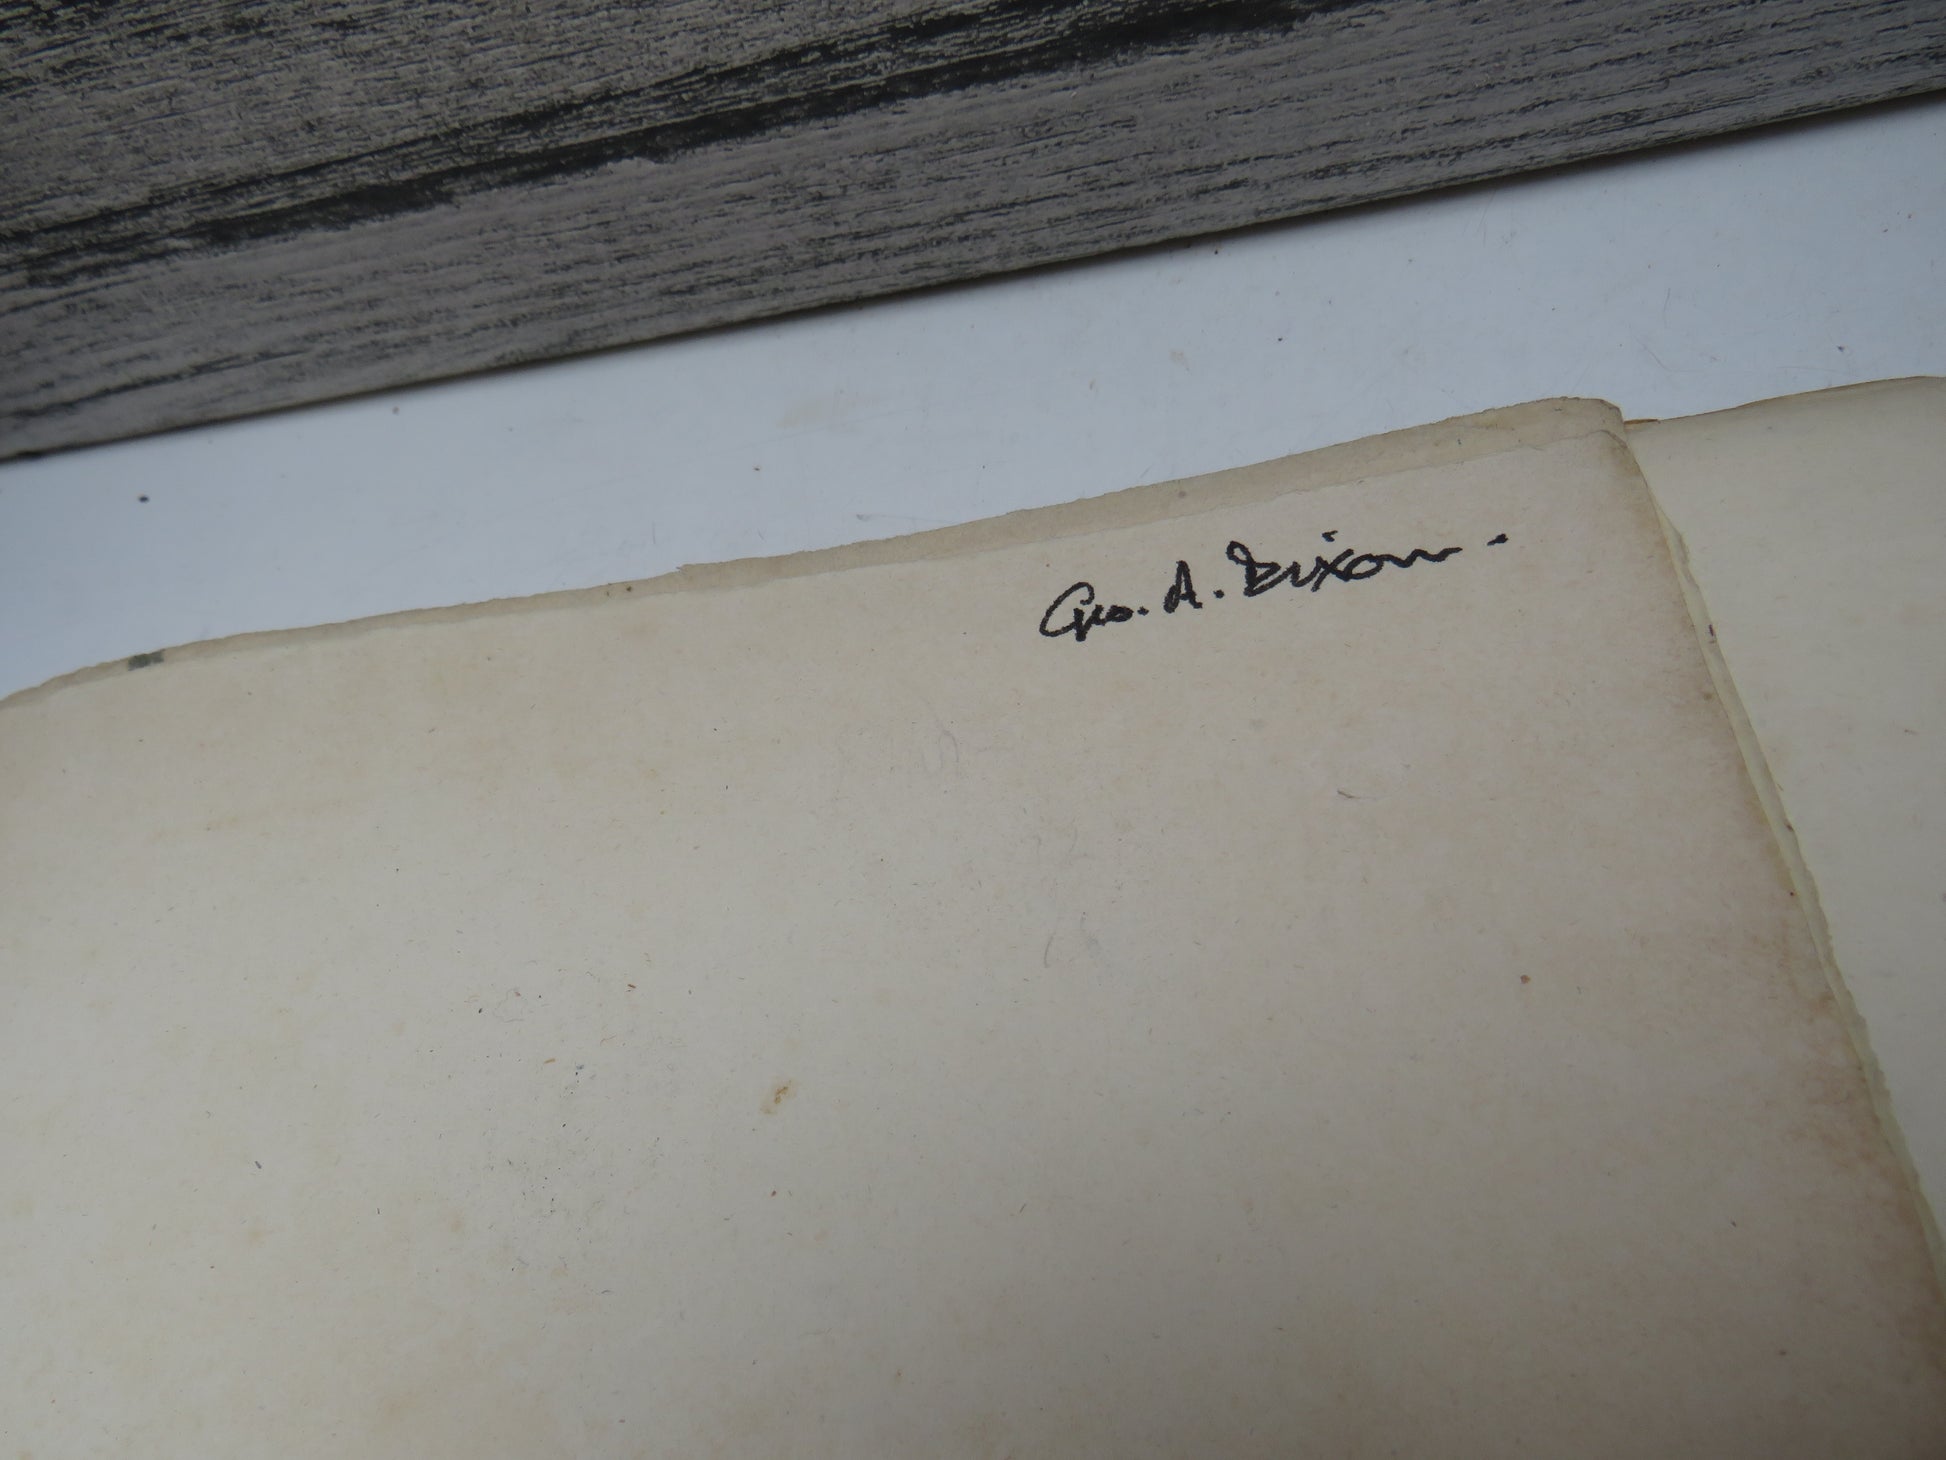 Geo. A. Dixon.